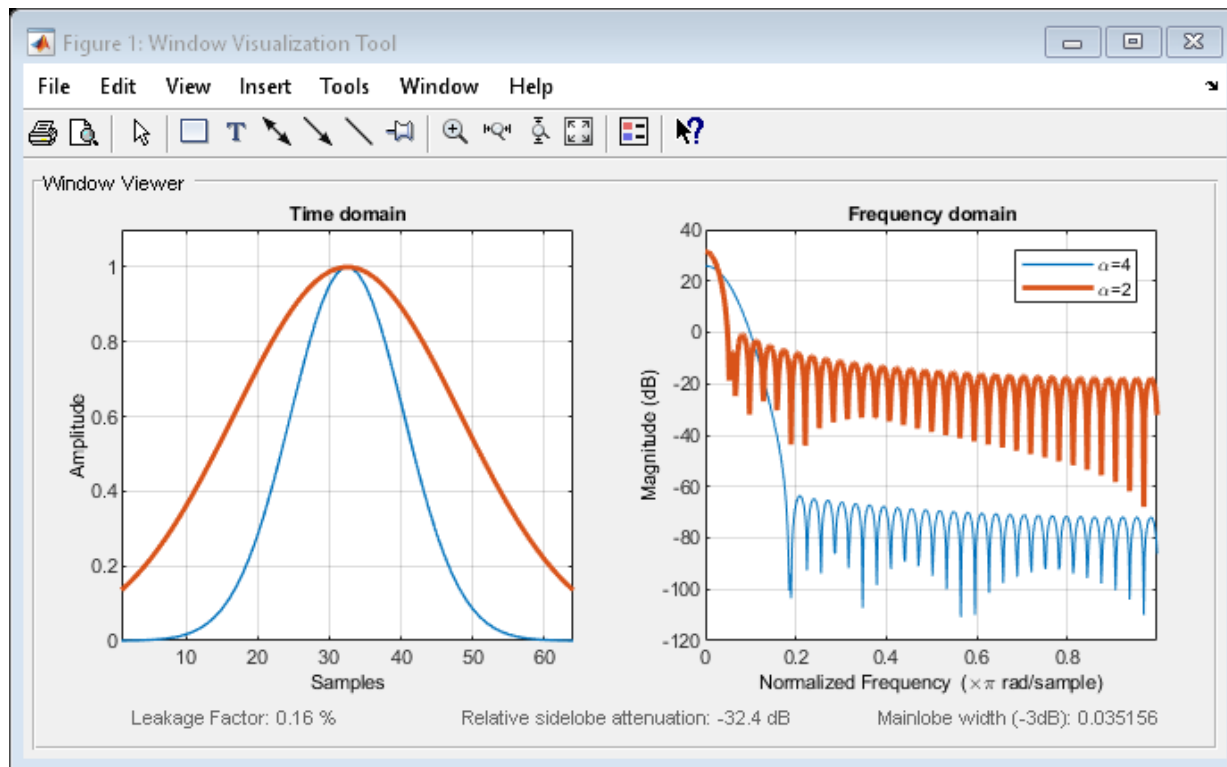 Figure 1: Window Visualization Tool
File Edit View Insert Tools Window Help
T
?
Window Viewer
Time domain
1
0.8
0.6
0.4
0.2
0
10 20 30 40 50 60
Amplitude
Samples
Frequency domain
40
20
0
-20
-40
-60
-80
-100
-120
0 0.2 0.4 0.6 0.8
Magnitude (dB)
Normalized Frequency (×π rad/sample)
α=4
α=2
Leakage Factor: 0.16 % Relative sidelobe attenuation: -32.4 dB Mainlobe width (-3dB): 0.035156